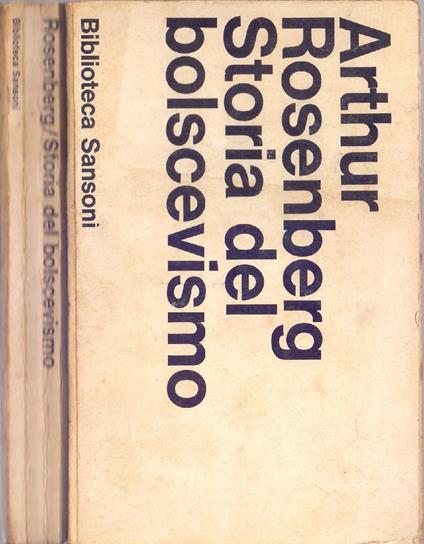 Arthur
Rosenberg
Storia del
bolscevismo
Biblioteca Sansoni
Rosenberg/Storia del bolscevismo
Biblioteca Sansoni